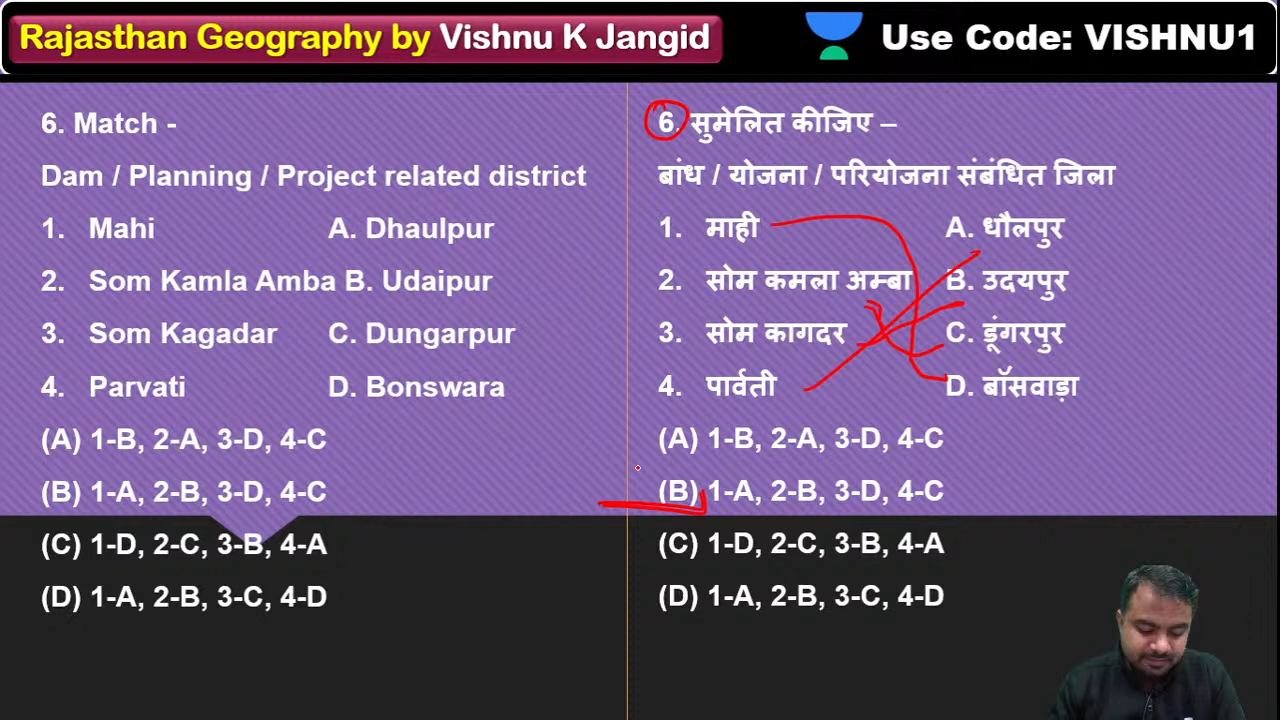 Rajasthan Geography by Vishnu K Jangid
Use Code: VISHNU1
6. Match -
Dam / Planning / Project related district
1. Mahi A. Dhaulpur
2. Som Kamla Amba B. Udaipur
3. Som Kagadar C. Dungarpur
4. Parvati D. Bonswara
(A) 1-B, 2-A, 3-D, 4-C
(B) 1-A, 2-B, 3-D, 4-C
(C) 1-D, 2-C, 3-B, 4-A
(D) 1-A, 2-B, 3-C, 4-D
6. सुमेलित कीजिए –
बांध / योजना / परियोजना संबंधित जिला
1. माही A. धौलपुर
2. सोम कमला अम्बा B. उदयपुर
3. सोम कागदर C. डूंगरपुर
4. पार्वती D. बॉसवाड़ा
(A) 1-B, 2-A, 3-D, 4-C
(B) 1-A, 2-B, 3-D, 4-C
(C) 1-D, 2-C, 3-B, 4-A
(D) 1-A, 2-B, 3-C, 4-D